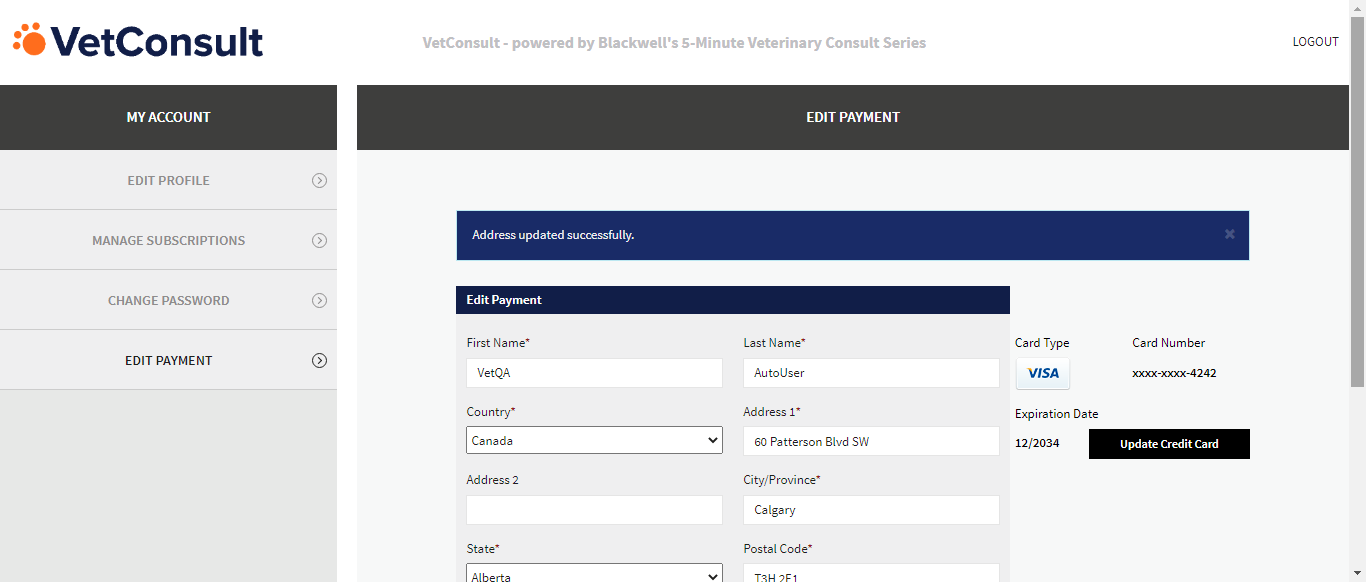 VetConsult
VetConsult - powered by Blackwell's 5-Minute Veterinary Consult Series
LOGOUT
MY ACCOUNT
EDIT PROFILE
MANAGE SUBSCRIPTIONS
CHANGE PASSWORD
EDIT PAYMENT
EDIT PAYMENT
Address updated successfully.
Edit Payment
First Name* Last Name*
VetQA AutoUser
Country* Address 1*
Canada 60 Patterson Blvd SW
Address 2 City/Province*
Calgary
State* Postal Code*
Alberta T3H 2E1
Card Type Card Number
VISA xxxx-xxxx-4242
Expiration Date
12/2034 Update Credit Card